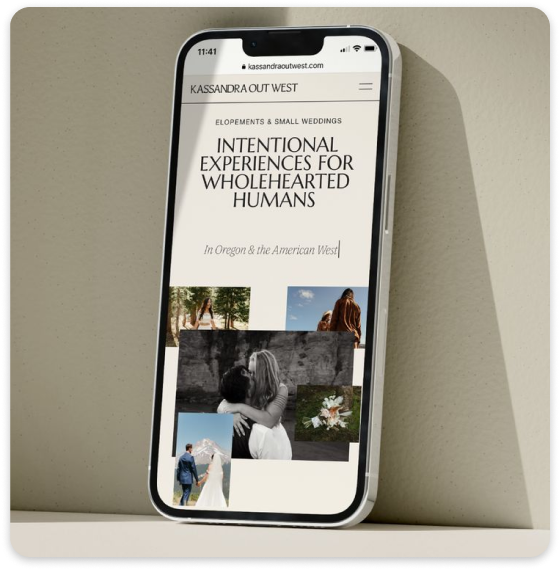 11:41
kassandraoutwest.com
KASSANDRA OUT WEST
ELOPEMENTS & SMALL WEDDINGS
INTENTIONAL
EXPERIENCES FOR
WHOLEHEARTED
HUMANS
In Oregon & the American West